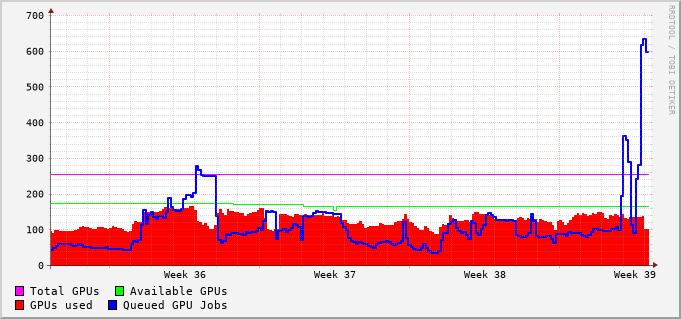 700
600
500
400
300
200
100
0
Week 36 Week 37 Week 38 Week 39
Total GPUs Available GPUs
GPUs used Queued GPU Jobs
RRDTOOL / TOBI OETIKER